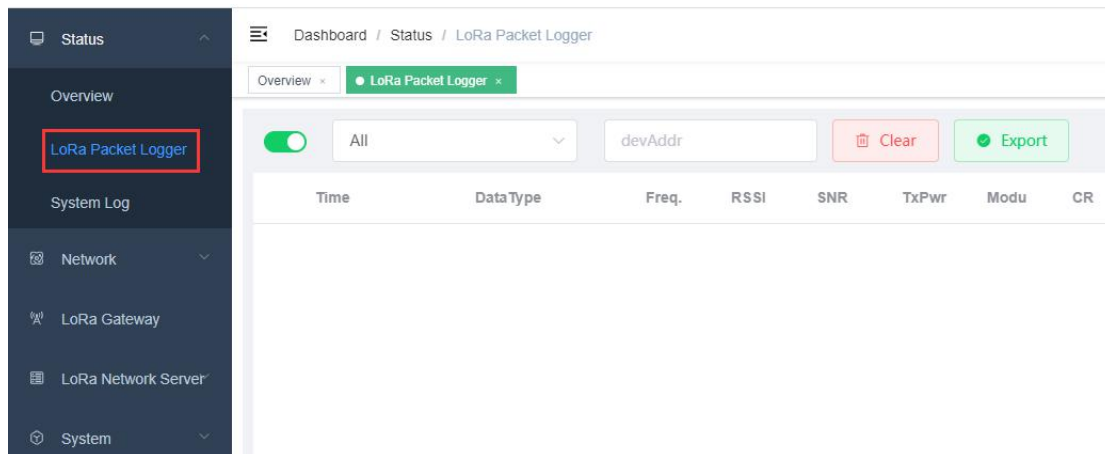 Status
Overview
LoRa Packet Logger
System Log
Network
LoRa Gateway
LoRa Network Server
System
Dashboard / Status / LoRa Packet Logger
Overview × LoRa Packet Logger ×
All devAddr Clear Export
Time DataType Freq. RSSI SNR TxPwr Modu CR